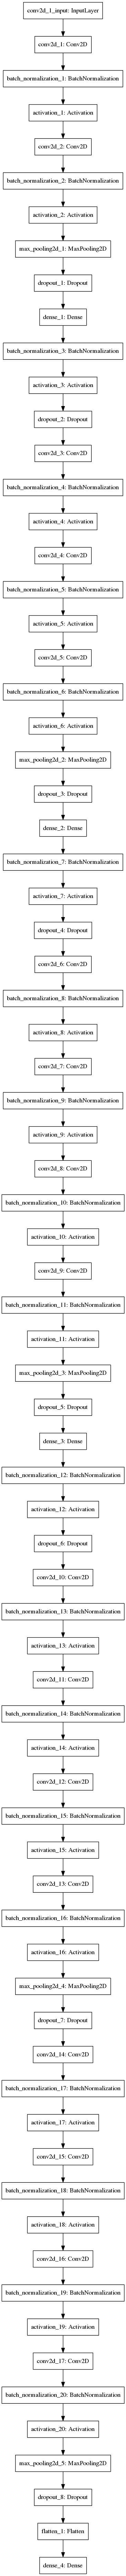 conv2d_1_input: InputLayer
conv2d_1: Conv2D
batch_normalization_1: BatchNormalization
activation_1: Activation
conv2d_2: Conv2D
batch_normalization_2: BatchNormalization
activation_2: Activation
max_pooling2d_1: MaxPooling2D
dropout_1: Dropout
dense_1: Dense
batch_normalization_3: BatchNormalization
activation_3: Activation
dropout_2: Dropout
conv2d_3: Conv2D
batch_normalization_4: BatchNormalization
activation_4: Activation
conv2d_4: Conv2D
batch_normalization_5: BatchNormalization
activation_5: Activation
conv2d_5: Conv2D
batch_normalization_6: BatchNormalization
activation_6: Activation
max_pooling2d_2: MaxPooling2D
dropout_3: Dropout
dense_2: Dense
batch_normalization_7: BatchNormalization
activation_7: Activation
dropout_4: Dropout
conv2d_6: Conv2D
batch_normalization_8: BatchNormalization
activation_8: Activation
conv2d_7: Conv2D
batch_normalization_9: BatchNormalization
activation_9: Activation
conv2d_8: Conv2D
batch_normalization_10: BatchNormalization
activation_10: Activation
conv2d_9: Conv2D
batch_normalization_11: BatchNormalization
activation_11: Activation
max_pooling2d_3: MaxPooling2D
dropout_5: Dropout
dense_3: Dense
batch_normalization_12: BatchNormalization
activation_12: Activation
dropout_6: Dropout
conv2d_10: Conv2D
batch_normalization_13: BatchNormalization
activation_13: Activation
conv2d_11: Conv2D
batch_normalization_14: BatchNormalization
activation_14: Activation
conv2d_12: Conv2D
batch_normalization_15: BatchNormalization
activation_15: Activation
conv2d_13: Conv2D
batch_normalization_16: BatchNormalization
activation_16: Activation
max_pooling2d_4: MaxPooling2D
dropout_7: Dropout
conv2d_14: Conv2D
batch_normalization_17: BatchNormalization
activation_17: Activation
conv2d_15: Conv2D
batch_normalization_18: BatchNormalization
activation_18: Activation
conv2d_16: Conv2D
batch_normalization_19: BatchNormalization
activation_19: Activation
conv2d_17: Conv2D
batch_normalization_20: BatchNormalization
activation_20: Activation
max_pooling2d_5: MaxPooling2D
dropout_8: Dropout
flatten_1: Flatten
dense_4: Dense